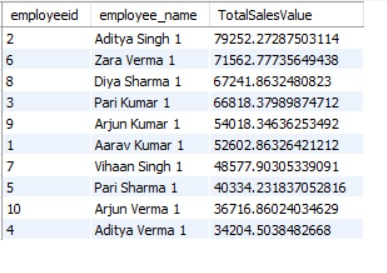 employeeid employee_name TotalSalesValue
2 Aditya Singh 1 79252.27287503114
6 Zara Verma 1 71562.77735649438
8 Diya Sharma 1 67241.8632480823
3 Pari Kumar 1 66818.37989874712
9 Arjun Kumar 1 54018.34636253492
1 Aarav Kumar 1 52602.86326421212
7 Vihaan Singh 1 48577.90305339091
5 Pari Sharma 1 40334.231837052816
10 Arjun Verma 1 36716.86024034629
4 Aditya Verma 1 34204.5038482668